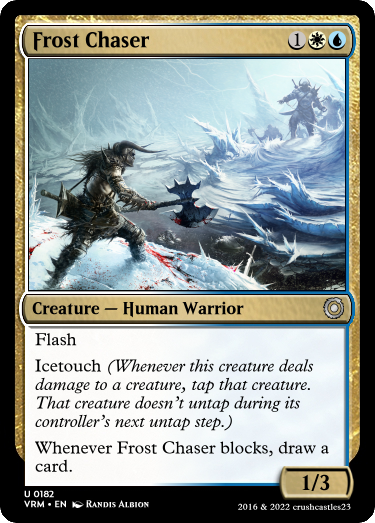 Frost Chaser 1
Creature — Human Warrior
Flash
Icetouch (Whenever this creature deals
damage to a creature, tap that creature.
That creature doesn't untap during its
controller's next untap step.)
Whenever Frost Chaser blocks, draw a
card.
1/3
U 0182
VRM • EN Randis Albion
2016 & 2022 crushcastles23